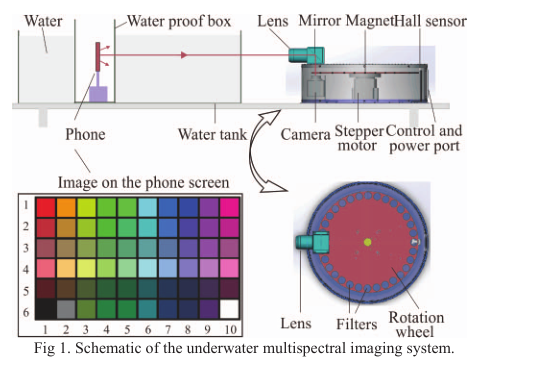 Water
Water proof box
Lens
Mirror
Magnet
Hall sensor
Phone
Water tank
Camera
Stepper
motor
Control and
power port
Image on the phone screen
1
2
3
4
5
6
1 2 3 4 5 6 7 8 9 10
Lens
Filters
Rotation
wheel
Fig 1. Schematic of the underwater multispectral imaging system.